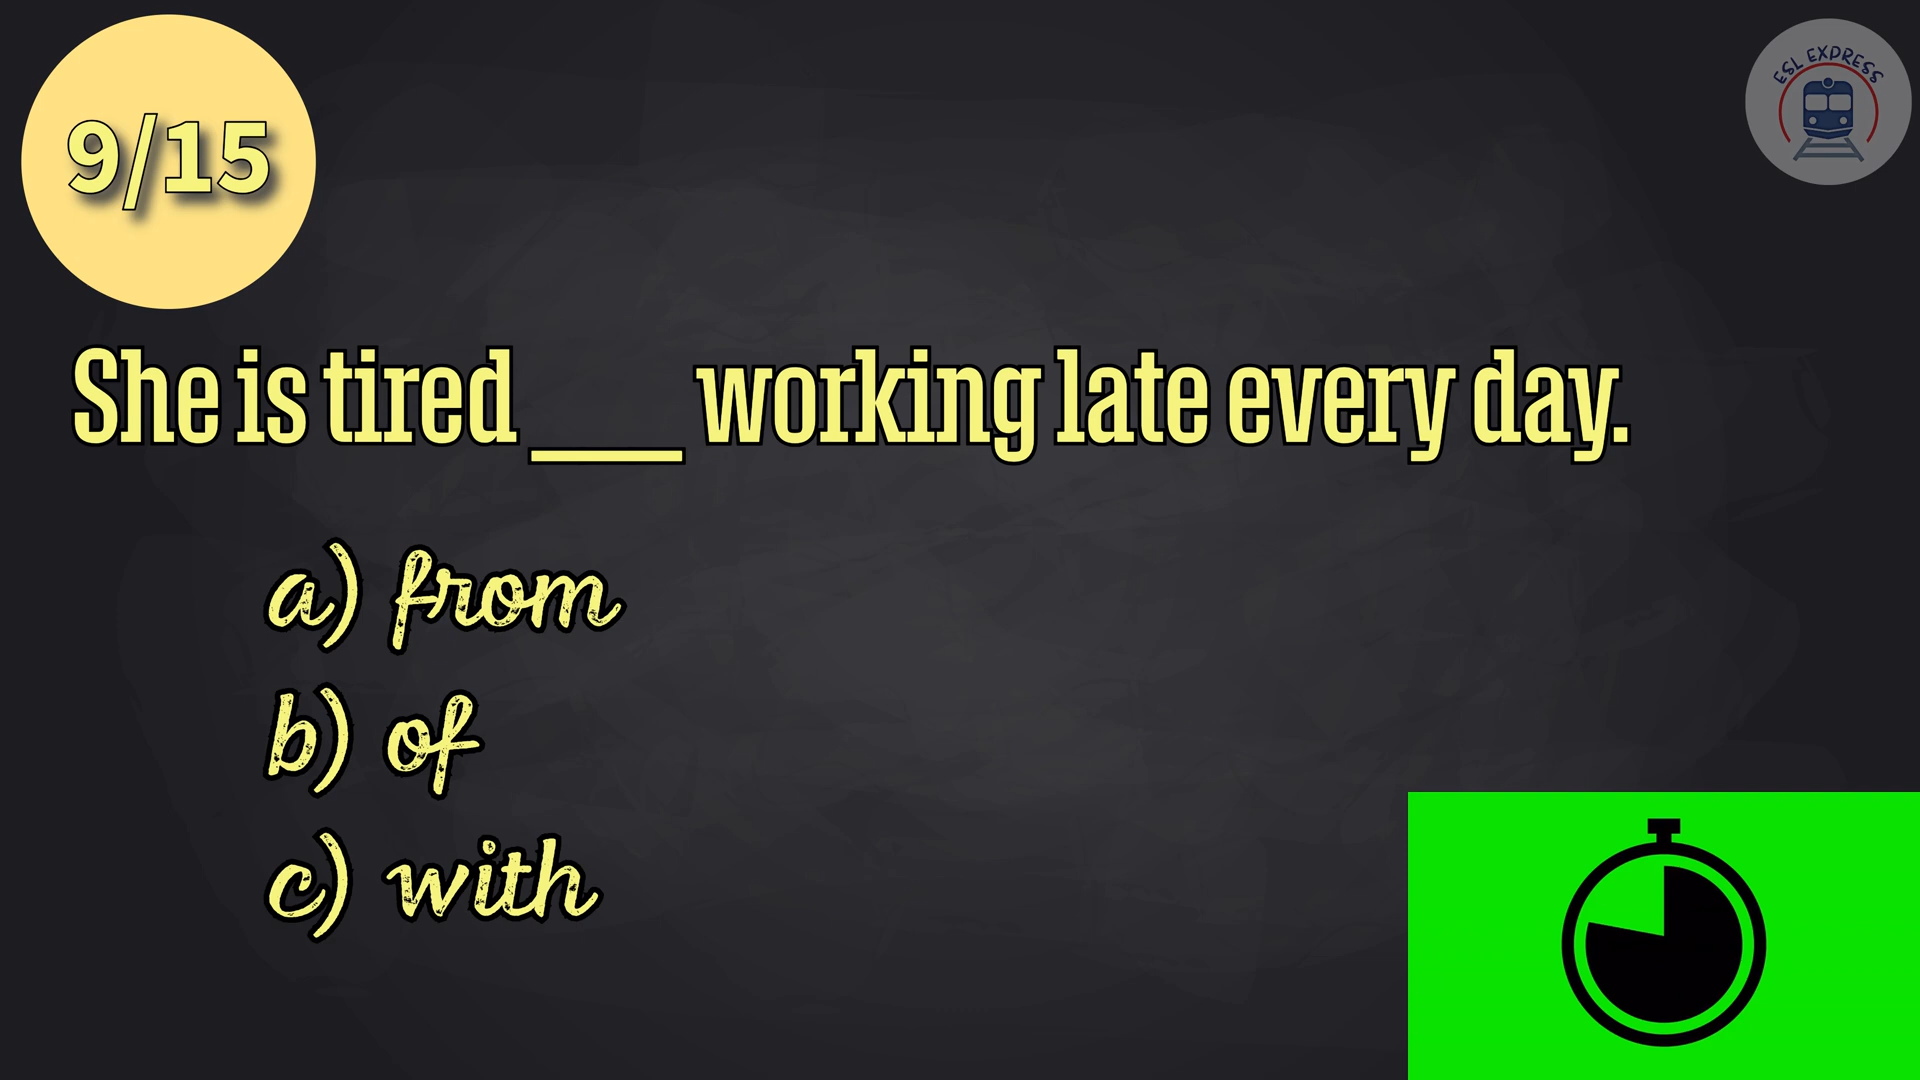 9/15
ESL EXPRESS
She is tired ___ working late every day.
a) from
b) of
c) with